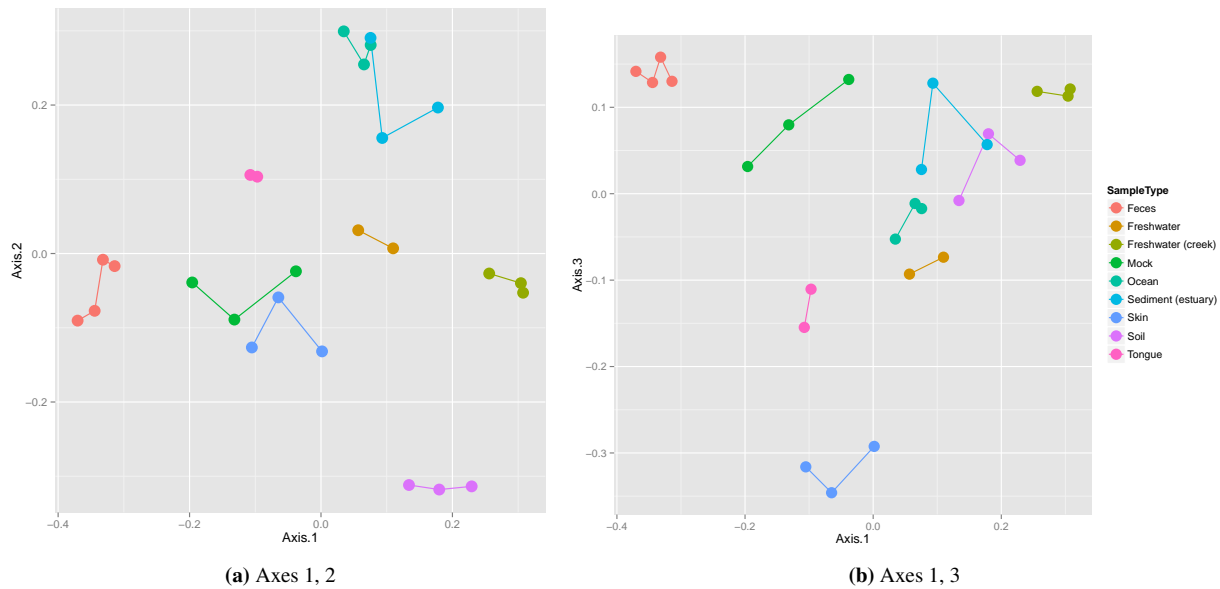 0.2
0.0
−0.2
Axis.2
−0.4
−0.2
0.0
0.2
Axis.1
(a) Axes 1, 2
0.1
0.0
−0.1
−0.2
−0.3
Axis.3
−0.4
−0.2
0.0
0.2
Axis.1
(b) Axes 1, 3
SampleType
Feces
Freshwater
Freshwater (creek)
Mock
Ocean
Sediment (estuary)
Skin
Soil
Tongue